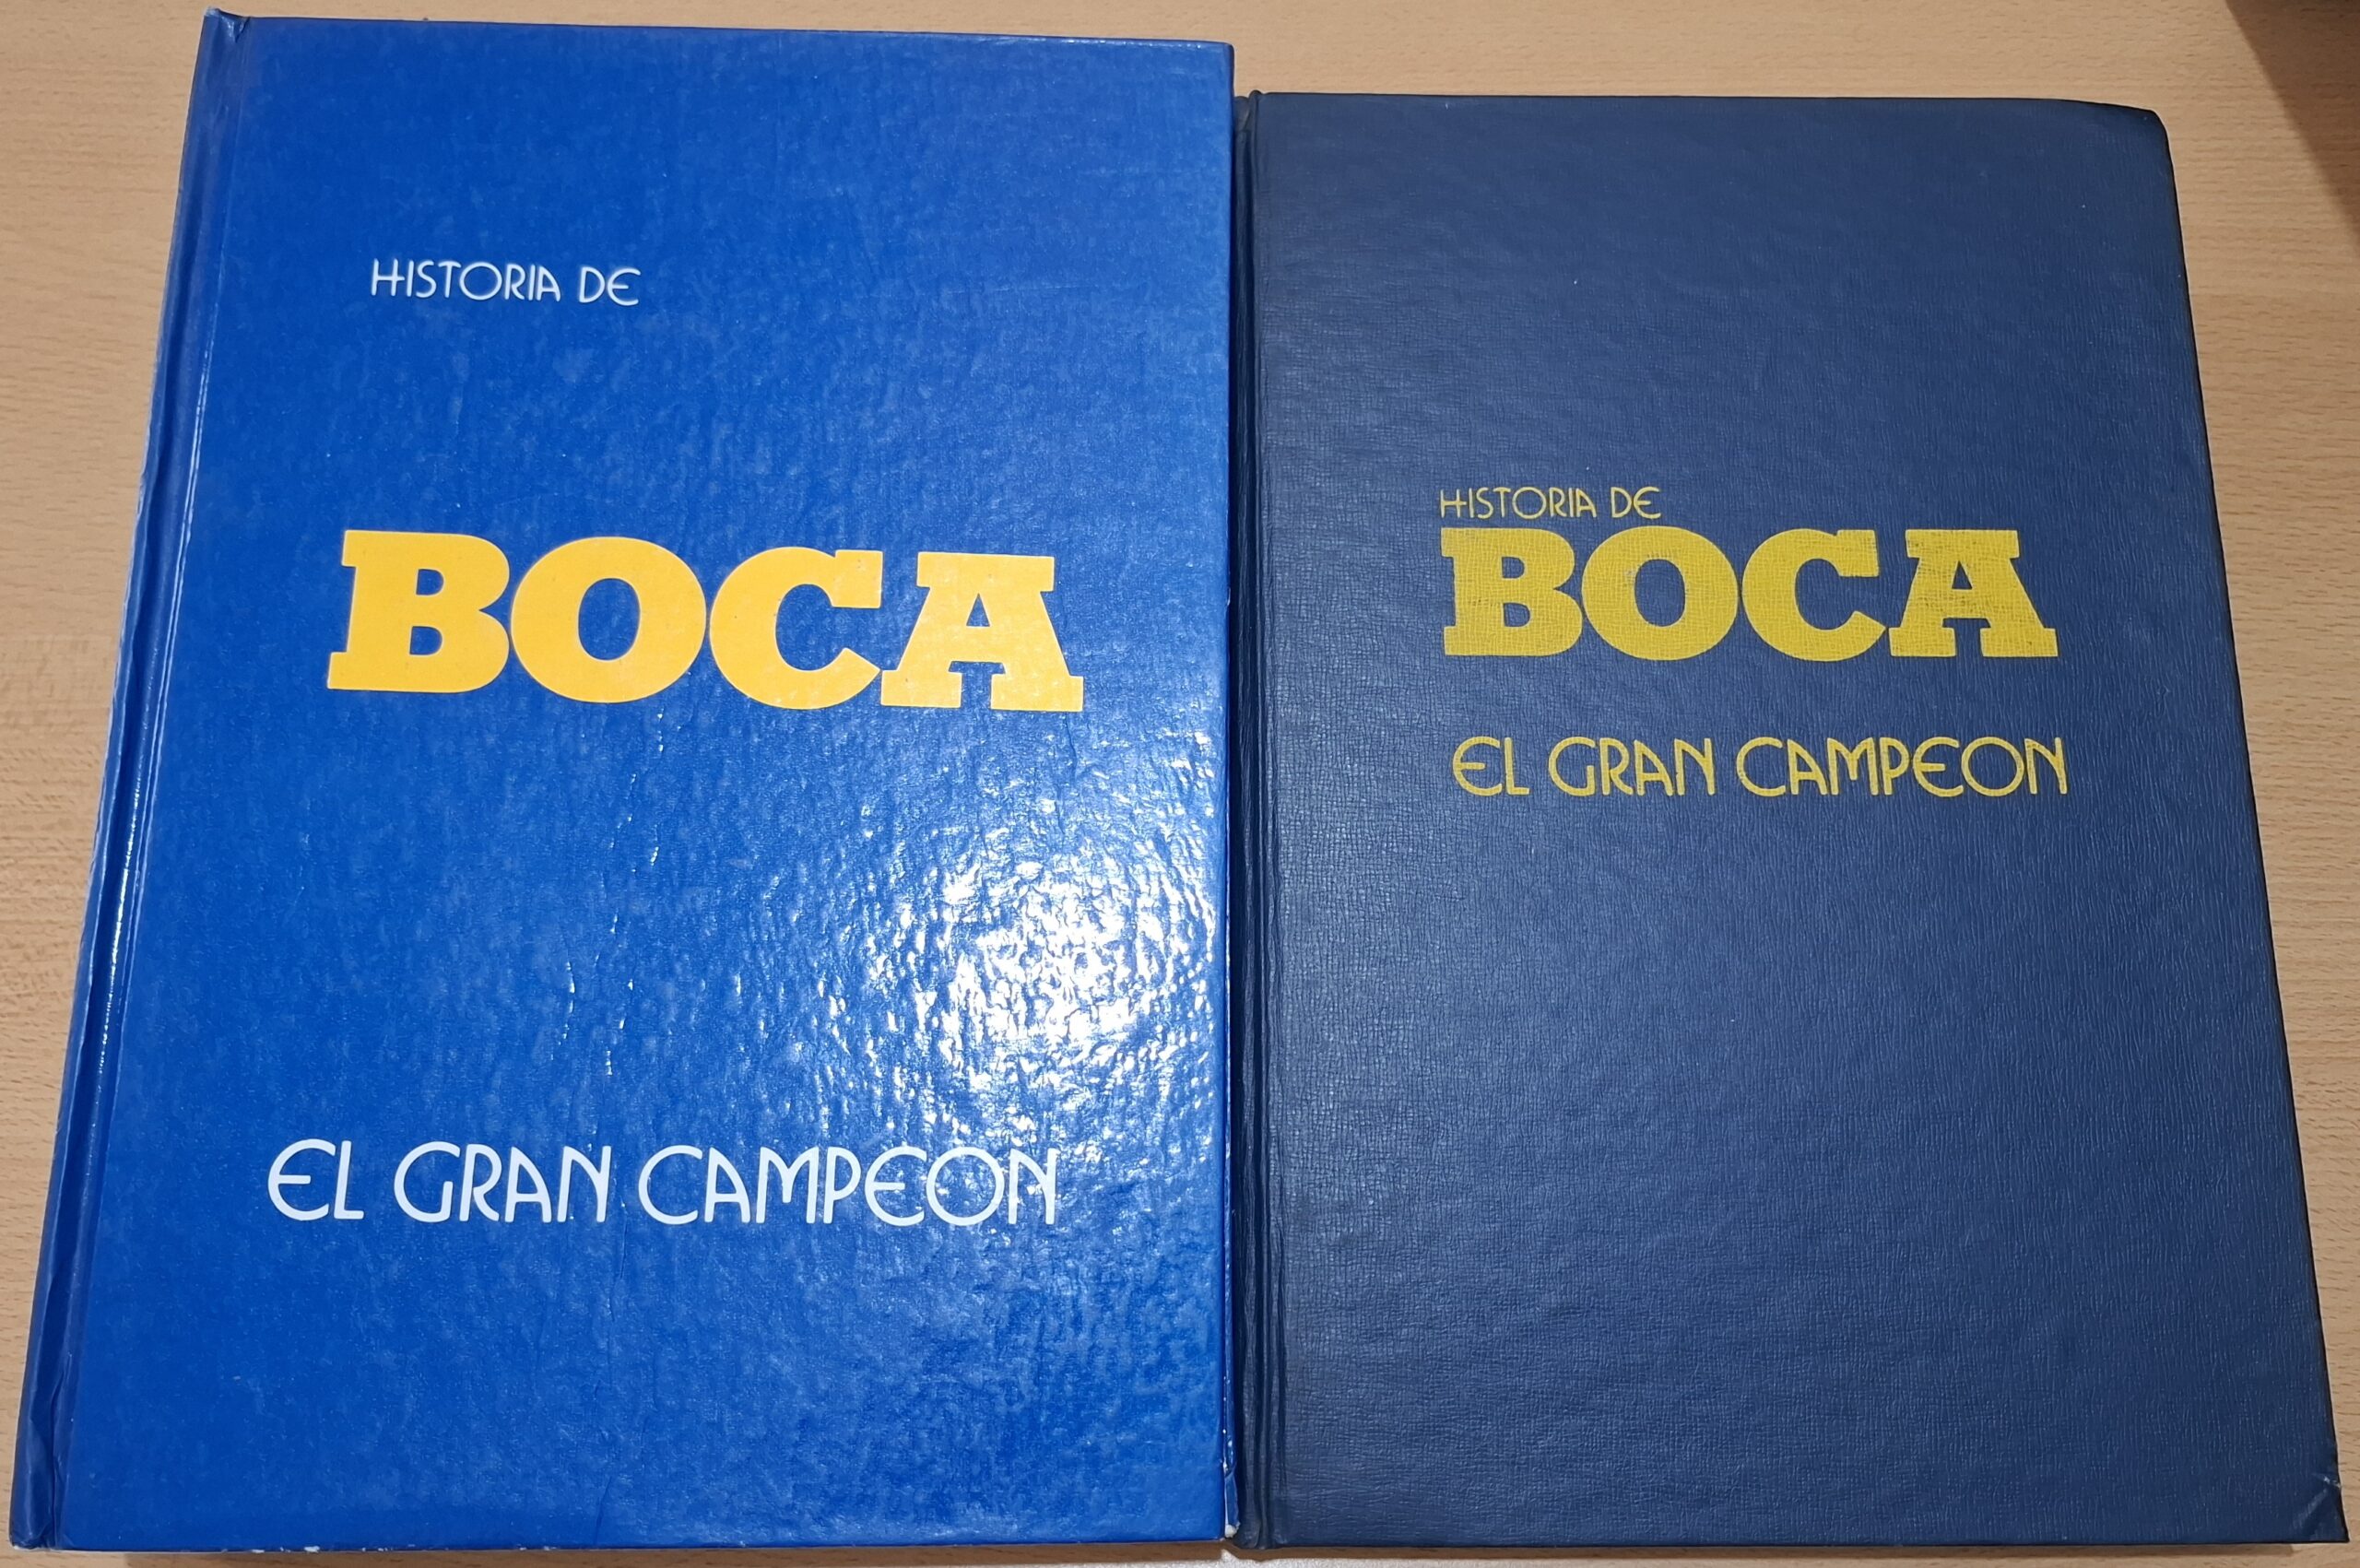 HISTORIA DE
BOCA
EL GRAN CAMPEON
HISTORIA DE
BOCA
EL GRAN CAMPEON